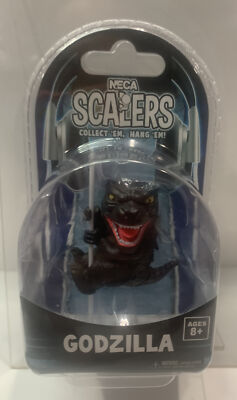 NECA
SCALERS
COLLECT 'EM, HANG 'EM!
AGES
8+
GODZILLA